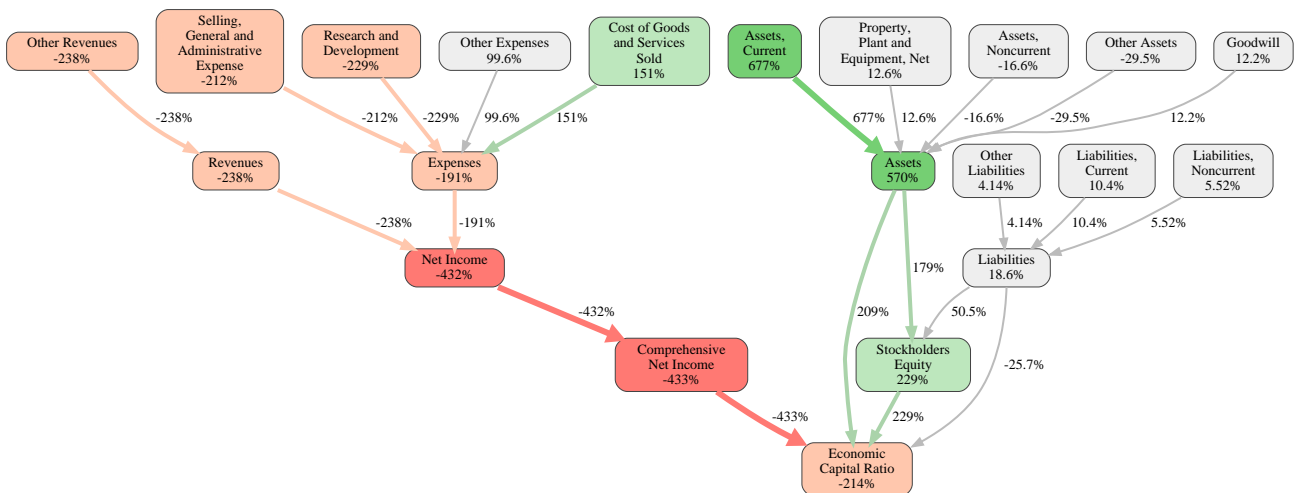 Other Revenues
-238%
Selling,
General and
Administrative
Expense
-212%
Research and
Development
-229%
Other Expenses
99.6%
Cost of Goods
and Services
Sold
151%
Assets,
Current
677%
Property,
Plant and
Equipment, Net
12.6%
Assets,
Noncurrent
-16.6%
Other Assets
-29.5%
Goodwill
12.2%
-238%
-212%
-229%
99.6%
151%
677%
12.6%
-16.6%
-29.5%
12.2%
Revenues
-238%
Expenses
-191%
Assets
570%
Other
Liabilities
4.14%
Liabilities,
Current
10.4%
Liabilities,
Noncurrent
5.52%
-238%
-191%
4.14%
10.4%
5.52%
Net Income
-432%
179%
Liabilities
18.6%
-432%
209%
50.5%
Comprehensive
Net Income
-433%
Stockholders
Equity
229%
-25.7%
-433%
229%
Economic
Capital Ratio
-214%